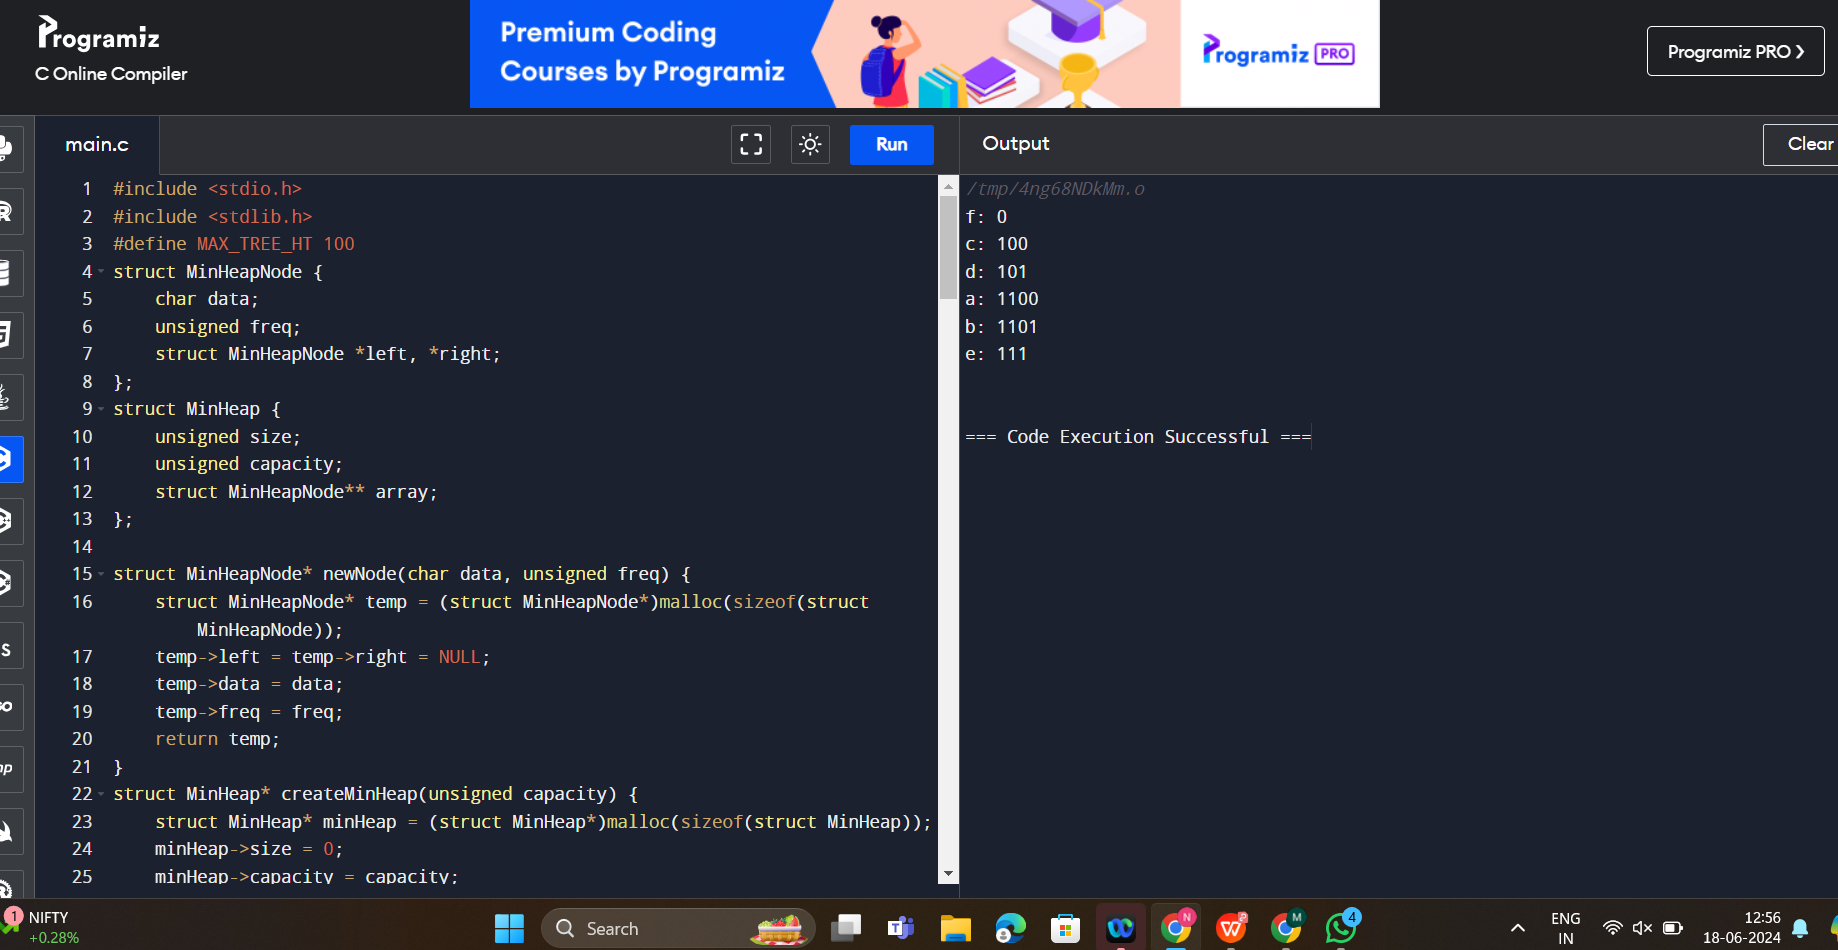 Programiz
C Online Compiler
Premium Coding
Courses by Programiz
Programiz PRO
Programiz PRO ❯
main.c
Run
Output
Clear
1 #include <stdio.h>
2 #include <stdlib.h>
3 #define MAX_TREE_HT 100
4 struct MinHeapNode {
5     char data;
6     unsigned freq;
7     struct MinHeapNode *left, *right;
8 };
9 struct MinHeap {
10     unsigned size;
11     unsigned capacity;
12     struct MinHeapNode** array;
13 };
14
15 struct MinHeapNode* newNode(char data, unsigned freq) {
16     struct MinHeapNode* temp = (struct MinHeapNode*)malloc(sizeof(struct
        MinHeapNode));
17     temp->left = temp->right = NULL;
18     temp->data = data;
19     temp->freq = freq;
20     return temp;
21 }
22 struct MinHeap* createMinHeap(unsigned capacity) {
23     struct MinHeap* minHeap = (struct MinHeap*)malloc(sizeof(struct MinHeap));
24     minHeap->size = 0;
25     minHeap->capacity = capacity;
/tmp/4ng68NDkMm.o
f: 0
c: 100
d: 101
a: 1100
b: 1101
e: 111
=== Code Execution Successful ===
1
NIFTY
+0.28%
Search
N
M
4
ENG
IN
12:56
18-06-2024